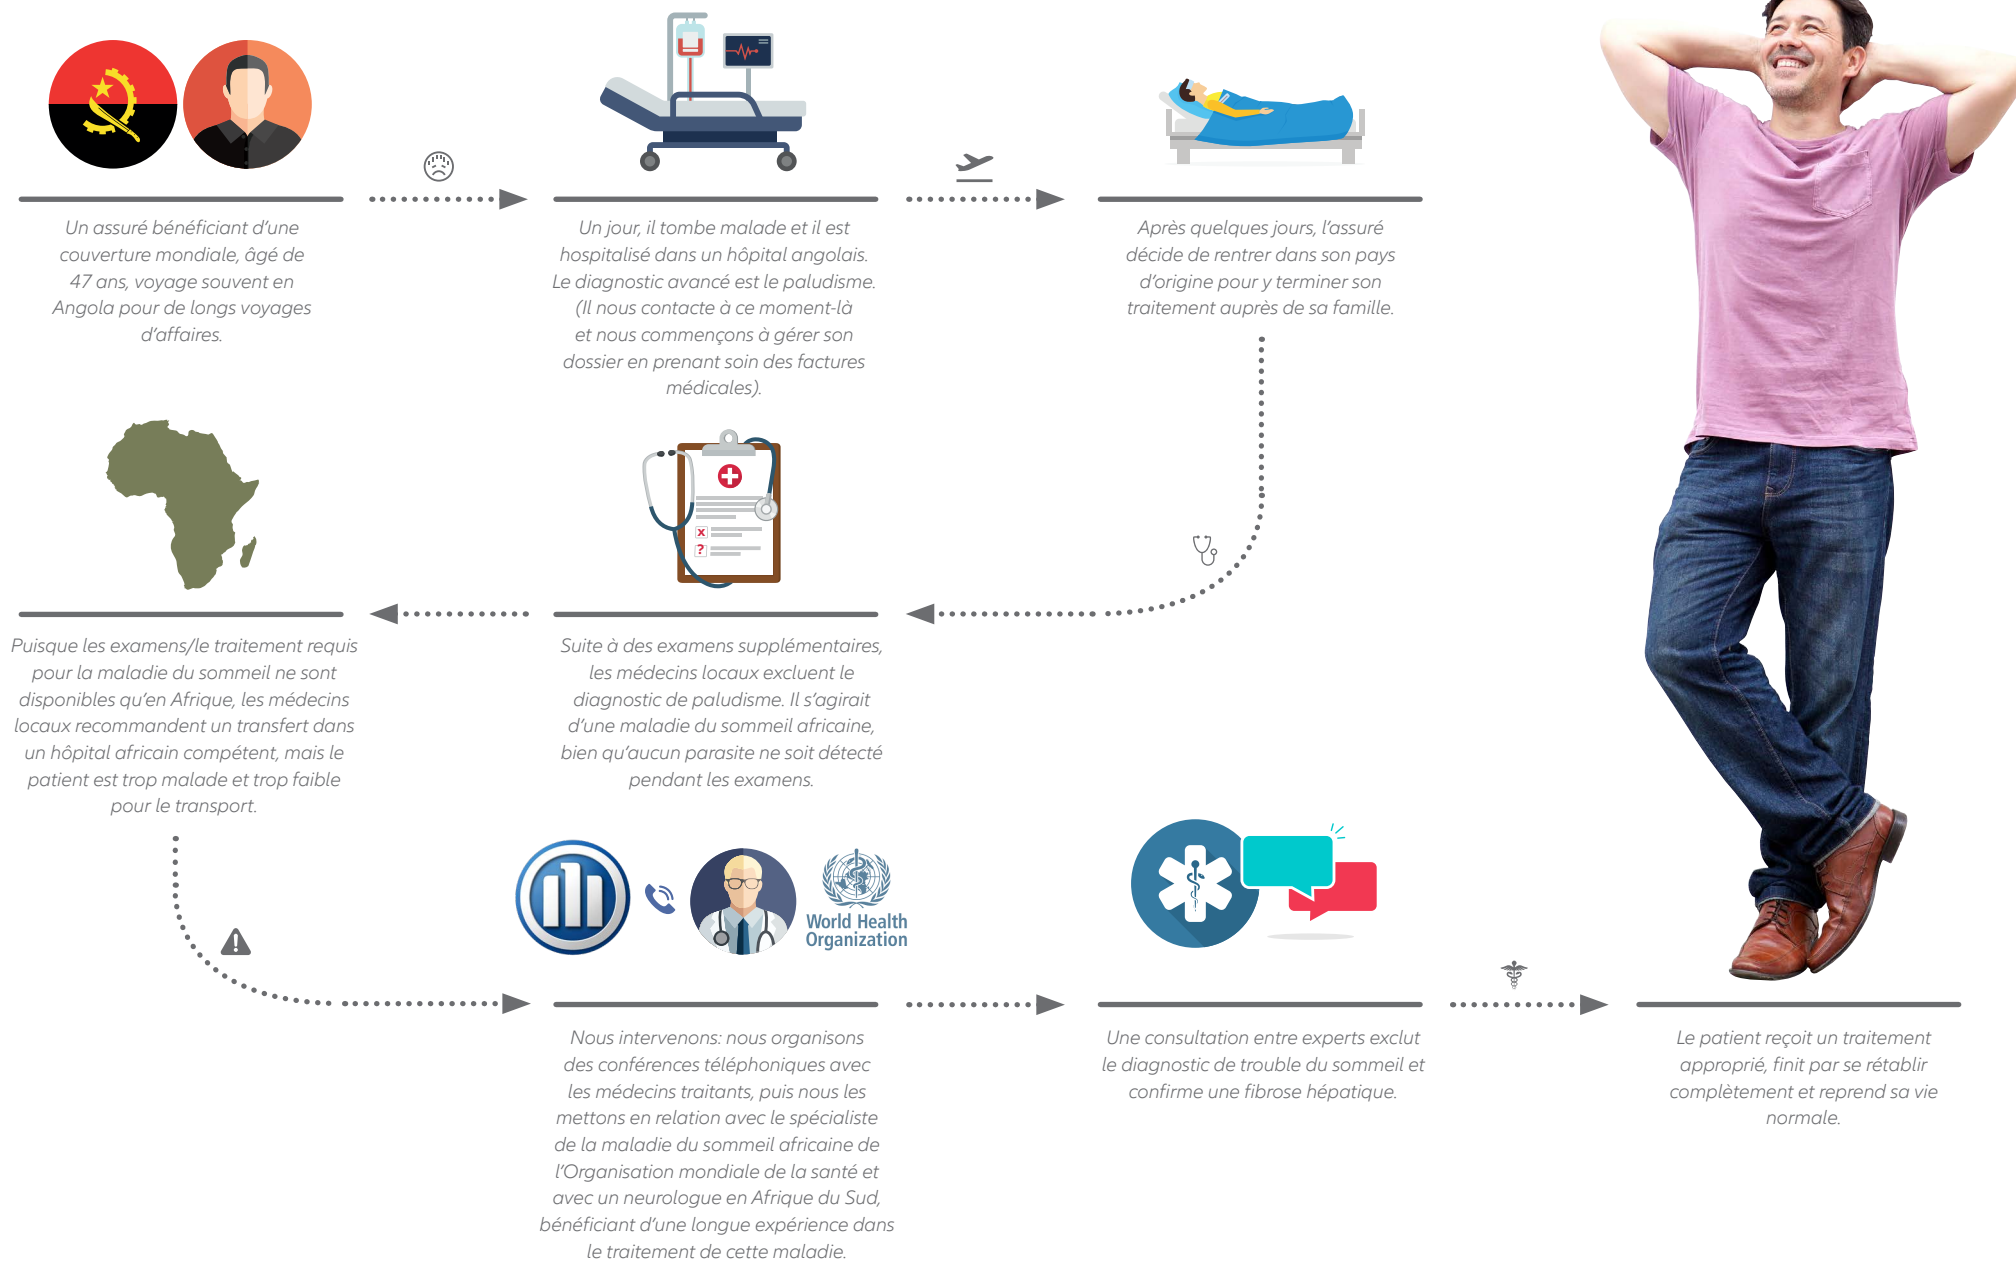 Un assuré bénéficiant d'une
couverture mondiale, âgé de
47 ans, voyage souvent en
Angola pour de longs voyages
d'affaires.
Un jour, il tombe malade et il est
hospitalisé dans un hôpital angolais.
Le diagnostic avancé est le paludisme.
(Il nous contacte à ce moment-là
et nous commençons à gérer son
dossier en prenant soin des factures
médicales).
Après quelques jours, l'assuré
décide de rentrer dans son pays
d'origine pour y terminer son
traitement auprès de sa famille.
x
?
Suite à des examens supplémentaires,
les médecins locaux excluent le
diagnostic de paludisme. Il s'agirait
d'une maladie du sommeil africaine,
bien qu'aucun parasite ne soit détecté
pendant les examens.
Puisque les examens/le traitement requis
pour la maladie du sommeil ne sont
disponibles qu'en Afrique, les médecins
locaux recommandent un transfert dans
un hôpital africain compétent, mais le
patient est trop malade et trop faible
pour le transport.
World Health
Organization
Nous intervenons: nous organisons
des conférences téléphoniques avec
les médecins traitants, puis nous les
mettons en relation avec le spécialiste
de la maladie du sommeil africaine de
l'Organisation mondiale de la santé et
avec un neurologue en Afrique du Sud,
bénéficiant d'une longue expérience dans
le traitement de cette maladie.
Une consultation entre experts exclut
le diagnostic de trouble du sommeil et
confirme une fibrose hépatique.
Le patient reçoit un traitement
approprié, finit par se rétablir
complètement et reprend sa vie
normale.